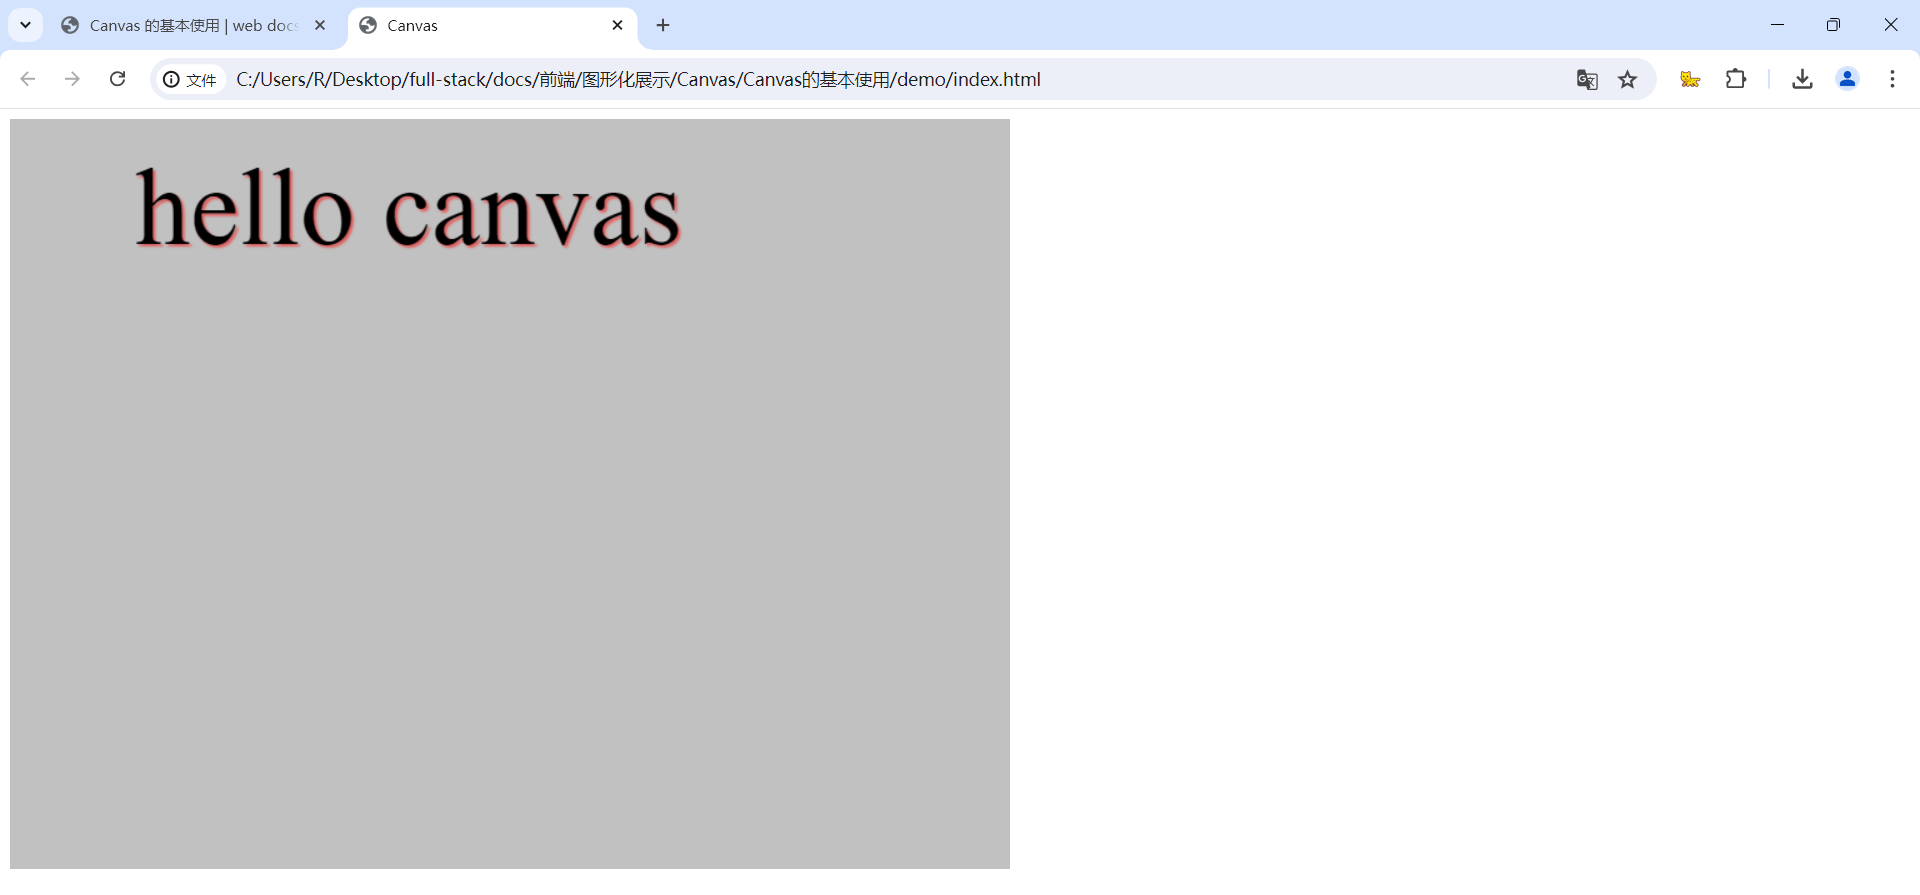 Canvas 的基本使用 | web docs
Canvas
文件
C:/Users/R/Desktop/full-stack/docs/前端/图形化展示/Canvas/Canvas的基本使用/demo/index.html
hello canvas